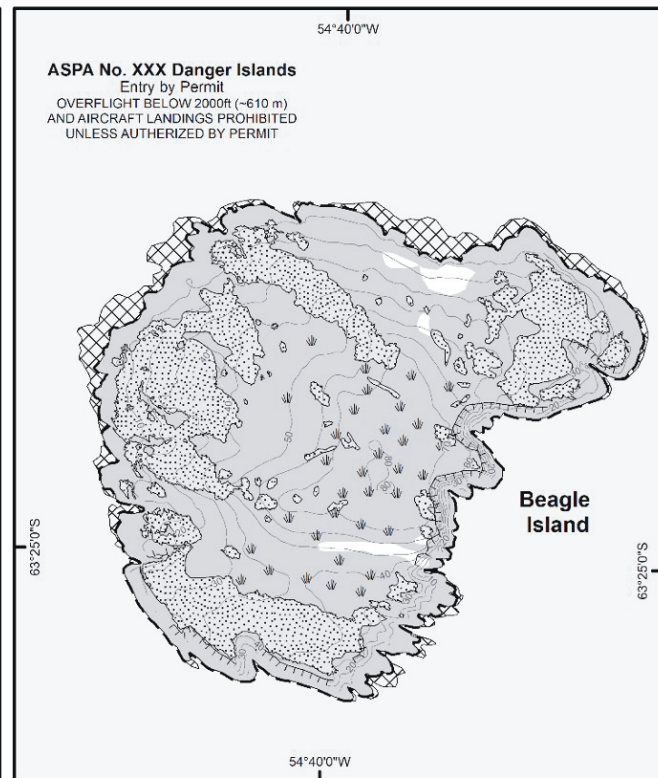 54°40'0"W
ASPA No. XXX Danger Islands
Entry by Permit
OVERFLIGHT BELOW 2000ft (~610 m)
AND AIRCRAFT LANDINGS PROHIBITED
UNLESS AUTHERIZED BY PERMIT
50
Beagle
Island
63°25'0"S
63°25'0"S
54°40'0"W